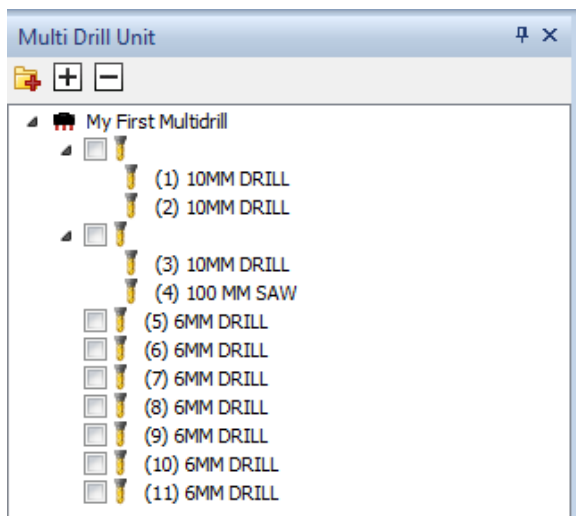 Multi Drill Unit
My First Multidrill
(1) 10MM DRILL
(2) 10MM DRILL
(3) 10MM DRILL
(4) 100 MM SAW
(5) 6MM DRILL
(6) 6MM DRILL
(7) 6MM DRILL
(8) 6MM DRILL
(9) 6MM DRILL
(10) 6MM DRILL
(11) 6MM DRILL